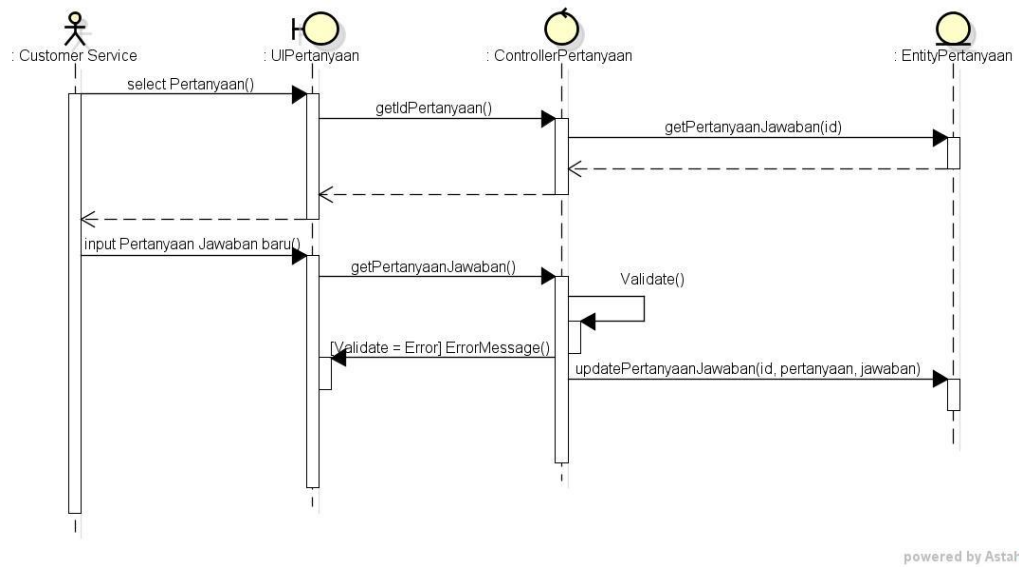 : Customer Service
: UIPertanyaan
: ControllerPertanyaan
: EntityPertanyaan
select Pertanyaan()
getIdPertanyaan()
getPertanyaanJawaban(id)
input Pertanyaan Jawaban baru()
getPertanyaanJawaban()
Validate()
[Validate = Error] ErrorMessage()
updatePertanyaanJawaban(id, pertanyaan, jawaban)
powered by Astah